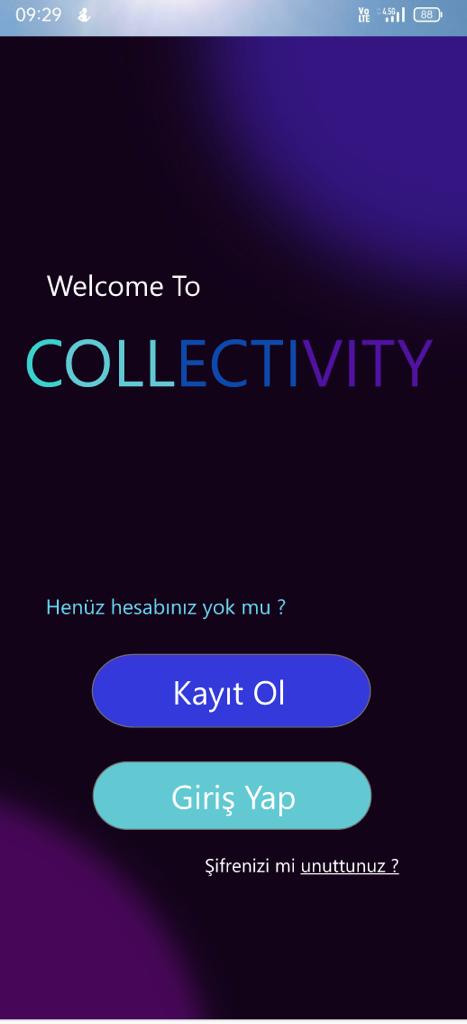 09:29 Vo LTE 4.5G 88
Welcome To
COLLECTIVITY
Henüz hesabınız yok mu ?
Kayıt Ol
Giriş Yap
Şifrenizi mi unuttunuz ?